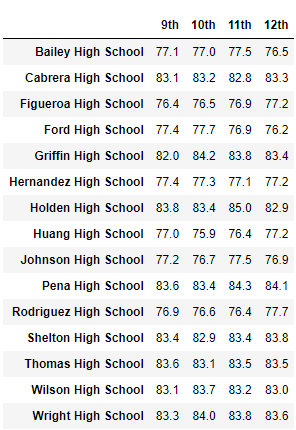 9th 10th 11th 12th
Bailey High School 77.1 77.0 77.5 76.5
Cabrera High School 83.1 83.2 82.8 83.3
Figueroa High School 76.4 76.5 76.9 77.2
Ford High School 77.4 77.7 76.9 76.2
Griffin High School 82.0 84.2 83.8 83.4
Hernandez High School 77.4 77.3 77.1 77.2
Holden High School 83.8 83.4 85.0 82.9
Huang High School 77.0 75.9 76.4 77.2
Johnson High School 77.2 76.7 77.5 76.9
Pena High School 83.6 83.4 84.3 84.1
Rodriguez High School 76.9 76.6 76.4 77.7
Shelton High School 83.4 82.9 83.4 83.8
Thomas High School 83.6 83.1 83.5 83.5
Wilson High School 83.1 83.7 83.2 83.0
Wright High School 83.3 84.0 83.8 83.6